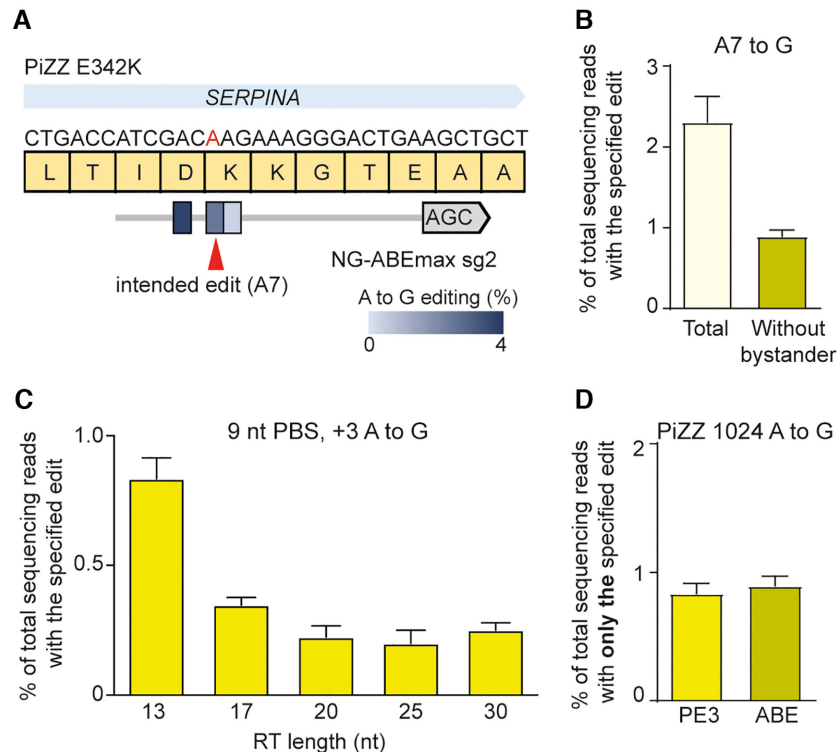 A
PiZZ E342K
SERPINA
CTGACCATCGACAAGAAAGGGACTGAAGCTGCT
L T I D K K G T E A A
AGC
NG-ABEmax sg2
intended edit (A7)
A to G editing (%)
0 4
B
A7 to G
% of total sequencing reads
with the specified edit
3
2
1
0
Total
Without
bystander
C
9 nt PBS, +3 A to G
% of total sequencing reads
with the specified edit
1.0
0.5
0
13 17 20 25 30
RT length (nt)
D
PiZZ 1024 A to G
% of total sequencing reads
with only the specified edit
2
1
0
PE3 ABE